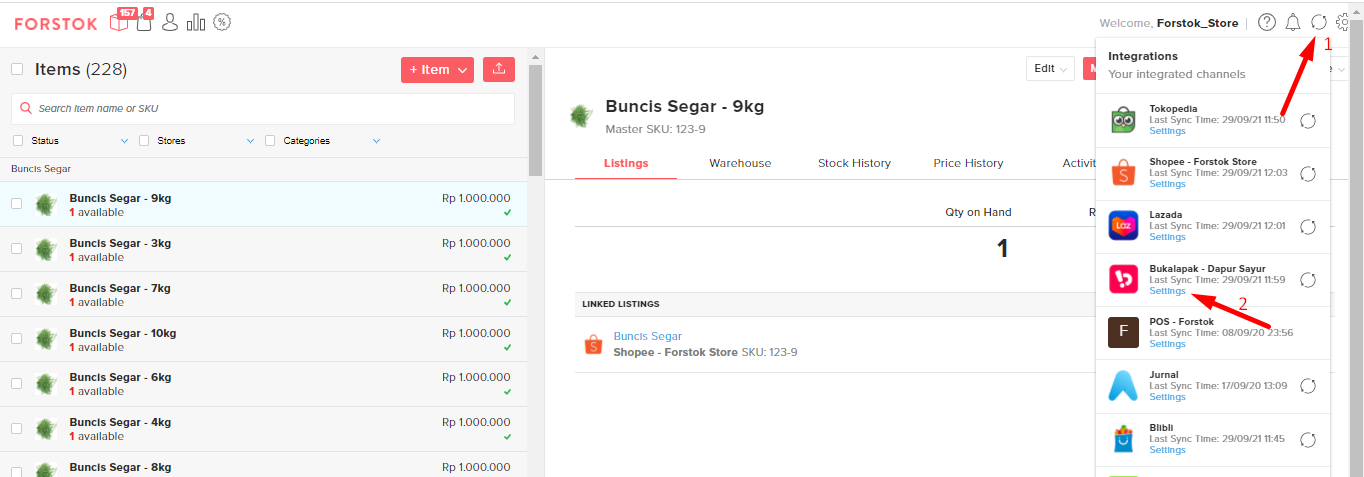 FORSTOK 157 4
Welcome, Forstok_Store |
1
Items (228)
+ Item
Search Item name or SKU
Status Stores Categories
Buncis Segar
Buncis Segar - 9kg Rp 1.000.000
1 available
Buncis Segar - 3kg Rp 1.000.000
1 available
Buncis Segar - 7kg Rp 1.000.000
1 available
Buncis Segar - 10kg Rp 1.000.000
1 available
Buncis Segar - 6kg Rp 1.000.000
1 available
Buncis Segar - 4kg Rp 1.000.000
1 available
Buncis Segar - 8kg Rp 1.000.000
Edit
Buncis Segar - 9kg
Master SKU: 123-9
Listings Warehouse Stock History Price History Activit
Qty on Hand R
1
LINKED LISTINGS
Buncis Segar
Shopee - Forstok Store SKU: 123-9
Integrations
Your integrated channels
Tokopedia
Last Sync Time: 29/09/21 11:50
Settings
Shopee - Forstok Store
Last Sync Time: 29/09/21 12:03
Settings
Lazada
Last Sync Time: 29/09/21 12:01
Settings
Bukalapak - Dapur Sayur
Last Sync Time: 29/09/21 11:59
Settings
2
POS - Forstok
Last Sync Time: 08/09/20 23:56
Settings
Jurnal
Last Sync Time: 17/09/20 13:09
Settings
Blibli
Last Sync Time: 29/09/21 11:45
Settings